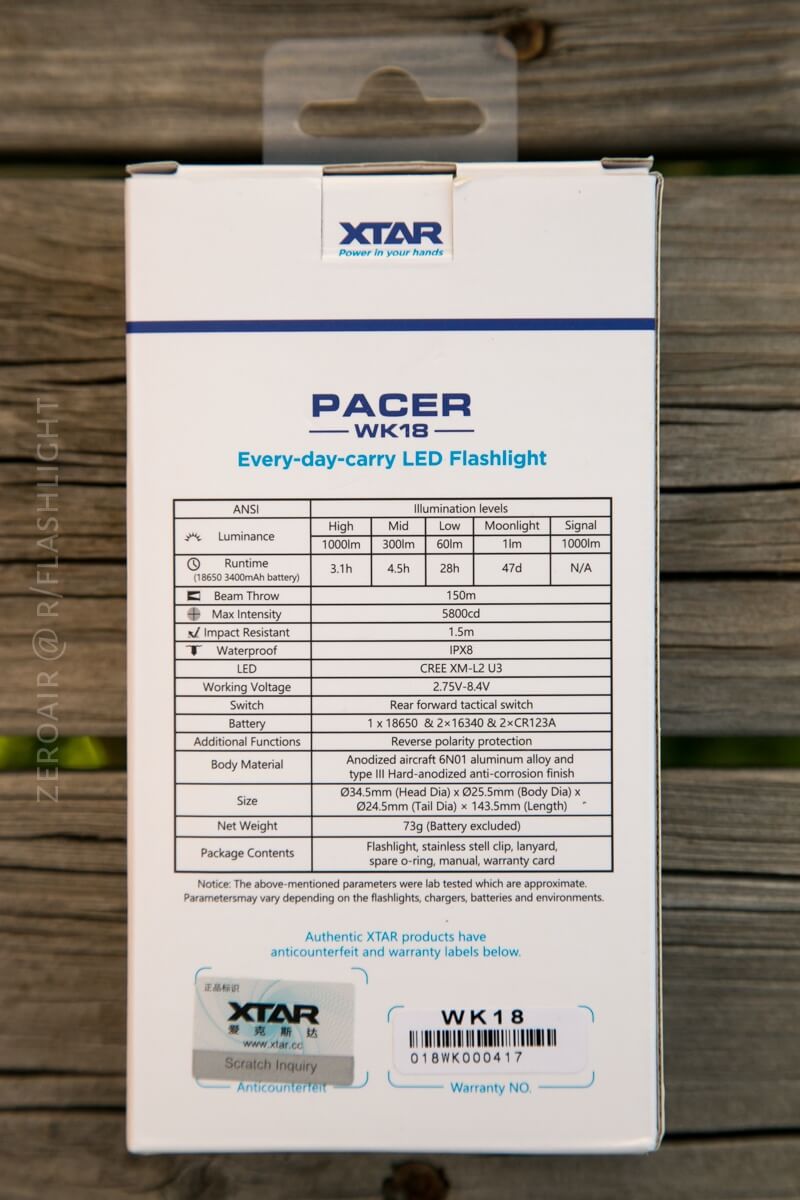 XTAR
Power in your hands
PACER
WK18
Every-day-carry LED Flashlight
ANSI Illumination levels
Luminance High Mid Low Moonlight Signal
1000lm 300lm 60lm 1lm 1000lm
Runtime
(18650 3400mAh battery) 3.1h 4.5h 28h 47d N/A
Beam Throw 150m
Max Intensity 5800cd
Impact Resistant 1.5m
Waterproof IPX8
LED CREE XM-L2 U3
Working Voltage 2.75V-8.4V
Switch Rear forward tactical switch
Battery 1 x 18650 & 2×16340 & 2×CR123A
Additional Functions Reverse polarity protection
Body Material Anodized aircraft 6N01 aluminum alloy and
type III Hard-anodized anti-corrosion finish
Size Ø34.5mm (Head Dia) x Ø25.5mm (Body Dia) x
Ø24.5mm (Tail Dia) × 143.5mm (Length)
Net Weight 73g (Battery excluded)
Package Contents Flashlight, stainless stell clip, lanyard,
spare o-ring, manual, warranty card
Notice: The above-mentioned parameters were lab tested which are approximate.
Parametersmay vary depending on the flashlights, chargers, batteries and environments.
Authentic XTAR products have
anticounterfeit and warranty labels below.
正品标识
XTAR
爱克斯达
www.xtar.cc
Scratch Inquiry
Anticounterfeit
WK18
018WK000417
Warranty NO.
ZEROAIR @ R/FLASHLIGHT